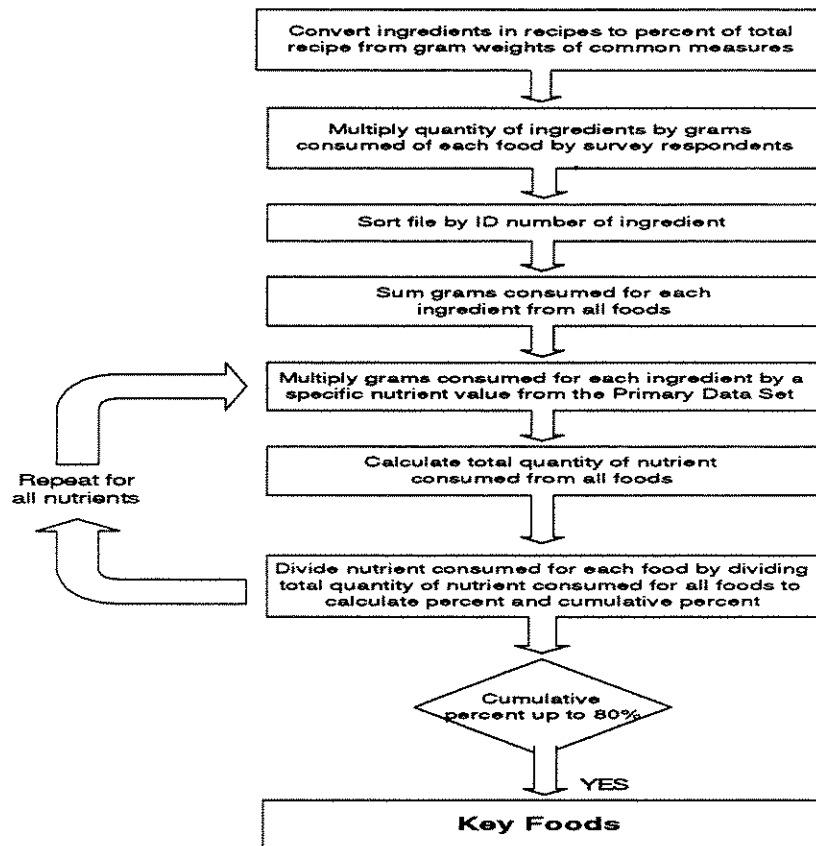 Convert ingredients in recipes to percent of total
recipe from gram weights of common measures
Multiply quantity of ingredients by grams
consumed of each food by survey respondents
Sort file by ID number of ingredient
Sum grams consumed for each
ingredient from all foods
Multiply grams consumed for each ingredient by a
specific nutrient value from the Primary Data Set
Calculate total quantity of nutrient
consumed from all foods
Repeat for
all nutrients
Divide nutrient consumed for each food by dividing
total quantity of nutrient consumed for all foods to
calculate percent and cumulative percent
Cumulative
percent up to 80%
YES
Key Foods